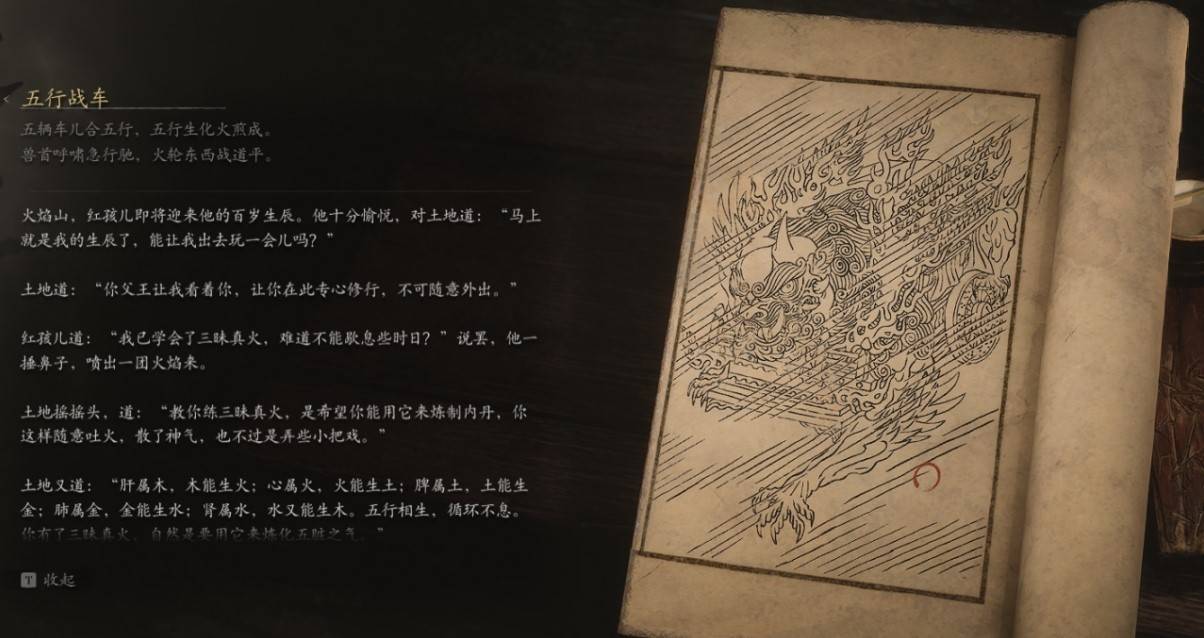 五行战车
五辆车儿合五行，五行生化火煎成。
兽首呼啸急行驰，火轮东西战道平。
火焰山，红孩儿即将迎来他的百岁生辰。他十分愉悦，对土地道：“马上
就是我的生辰了，能让我出去玩一会儿吗？”
土地道：“你父王让我看着你，让你在此专心修行，不可随意外出。”
红孩儿道：“我已学会了三昧真火，难道不能歇息些时日？”说罢，他一
捶鼻子，喷出一团火焰来。
土地摇摇头，道：“教你练三昧真火，是希望你能用它来炼制内丹，你
这样随意吐火，散了神气，也不过是弄些小把戏。”
土地又道：“肝属木，木能生火；心属火，火能生土；脾属土，土能生
金；肺属金，金能生水；肾属水，水又能生木。五行相生，循环不息。
你有了三昧真火，自然是要用它来炼化五脏之气。”
T 收起